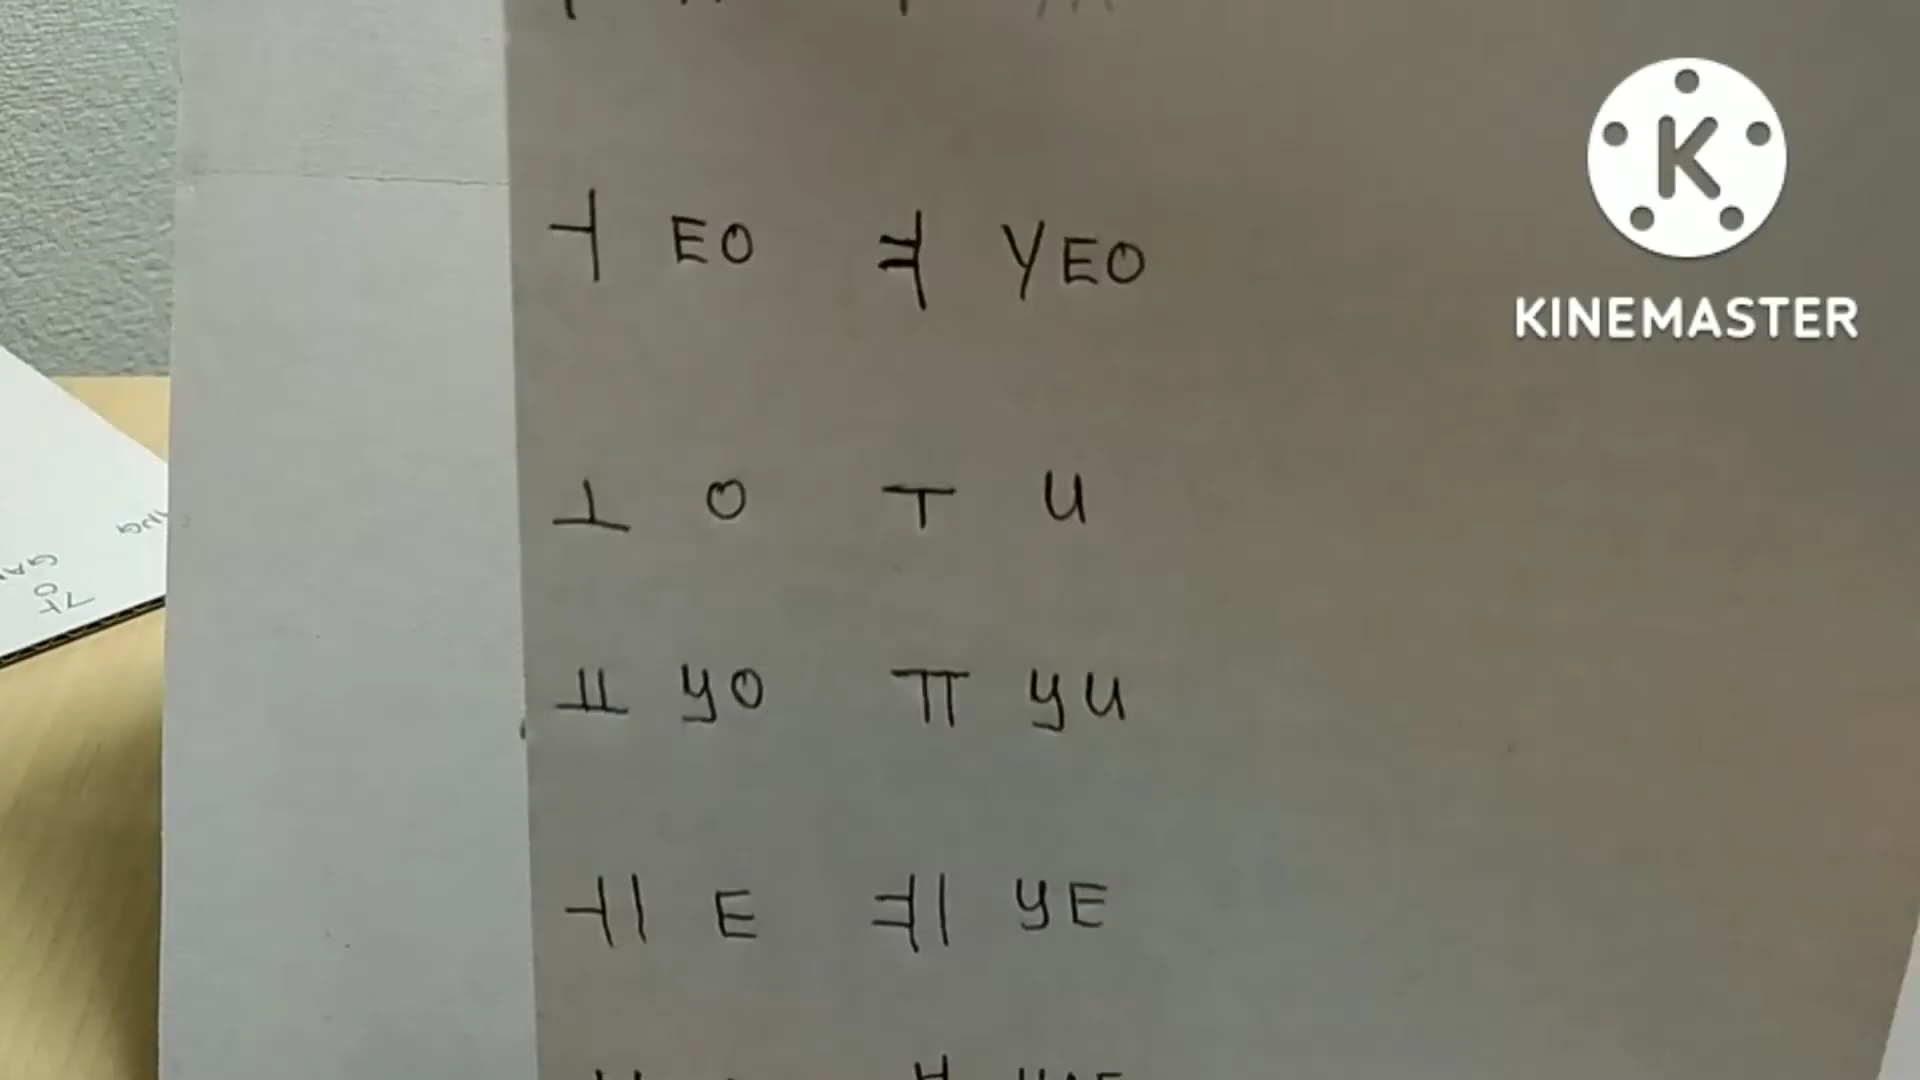 KINEMASTER
ㅓ EO ㅕ YEO
ㅗ O ㅜ U
ㅛ YO ㅠ YU
ㅔ E ㅖ YE